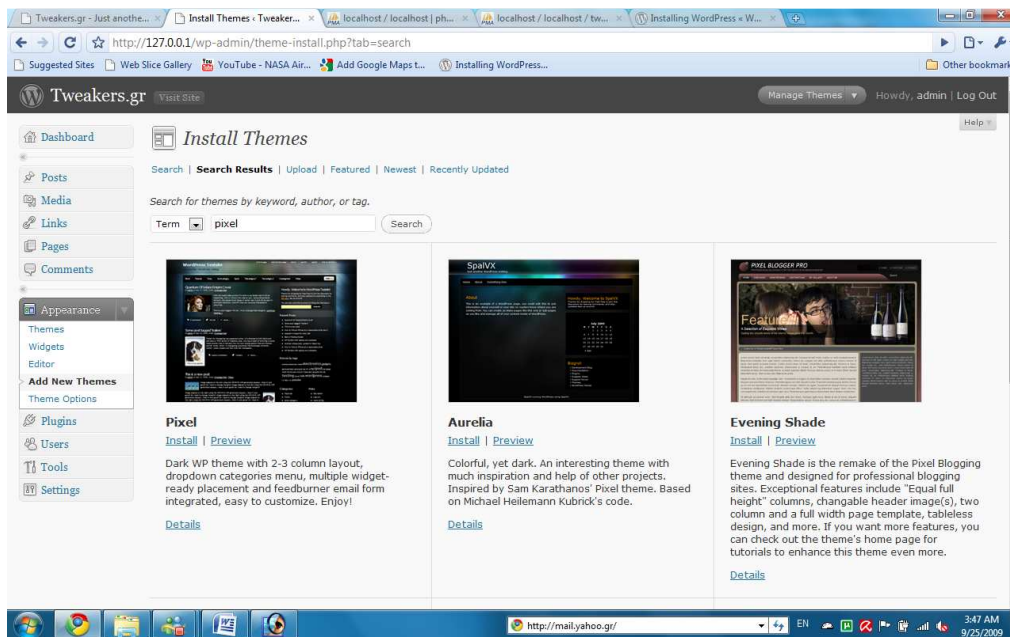 Tweakers.gr - Just anothe...
Install Themes ‹ Tweaker...
localhost / localhost | ph...
localhost / localhost / tw...
Installing WordPress « W...
http://127.0.0.1/wp-admin/theme-install.php?tab=search
Suggested Sites
Web Slice Gallery
YouTube - NASA Air...
Add Google Maps t...
Installing WordPress...
Other bookmark
Tweakers.gr Visit Site
Manage Themes
Howdy, admin | Log Out
Help
Dashboard
Posts
Media
Links
Pages
Comments
Appearance
Themes
Widgets
Editor
Add New Themes
Theme Options
Plugins
Users
Tools
Settings
Install Themes
Search | Search Results | Upload | Featured | Newest | Recently Updated
Search for themes by keyword, author, or tag.
Term pixel Search
Pixel
Install | Preview
Dark WP theme with 2-3 column layout,
dropdown categories menu, multiple widget-
ready placement and feedburner email form
integrated, easy to customize. Enjoy!
Details
SpalVX
Aurelia
Install | Preview
Colorful, yet dark. An interesting theme with
much inspiration and help of other projects.
Inspired by Sam Karathanos' Pixel theme. Based
on Michael Heilemann Kubrick's code.
Details
PIXEL BLOGGER PRO
Featured
Evening Shade
Install | Preview
Evening Shade is the remake of the Pixel Blogging
theme and designed for professional blogging
sites. Exceptional features include "Equal full
height" columns, changable header image(s), two
column and a full width page template, tableless
design, and more. If you want more features, you
can check out the theme's home page for
tutorials to enhance this theme even more.
Details
http://mail.yahoo.gr/
EN
3:47 AM
9/25/2009